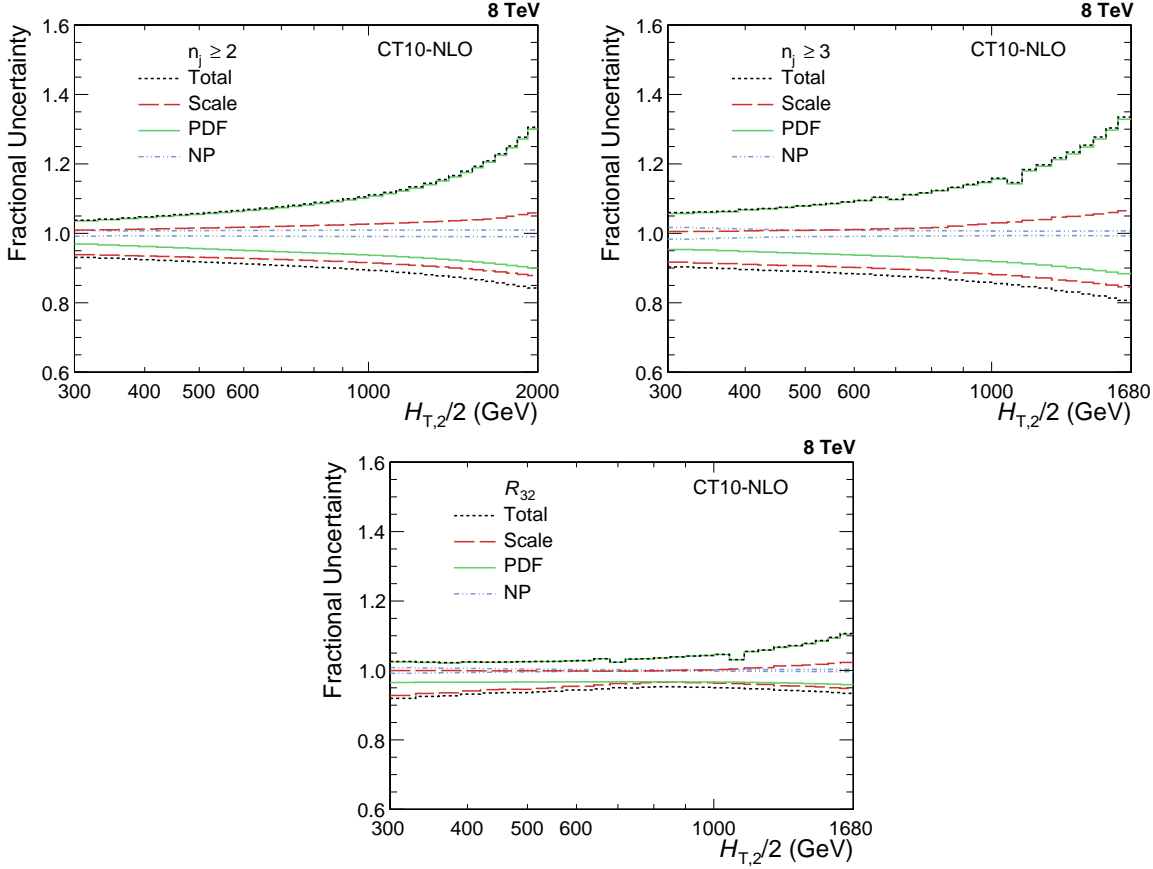 8 TeV
Fractional Uncertainty
1.6
1.4
1.2
1.0
0.8
0.6
n_j ≥ 2
CT10-NLO
Total
Scale
PDF
NP
300
400
500
600
1000
2000
H_T,2/2 (GeV)
8 TeV
Fractional Uncertainty
1.6
1.4
1.2
1.0
0.8
0.6
n_j ≥ 3
CT10-NLO
Total
Scale
PDF
NP
300
400
500
600
1000
1680
H_T,2/2 (GeV)
8 TeV
Fractional Uncertainty
1.6
1.4
1.2
1.0
0.8
0.6
R_32
CT10-NLO
Total
Scale
PDF
NP
300
400
500
600
1000
1680
H_T,2/2 (GeV)